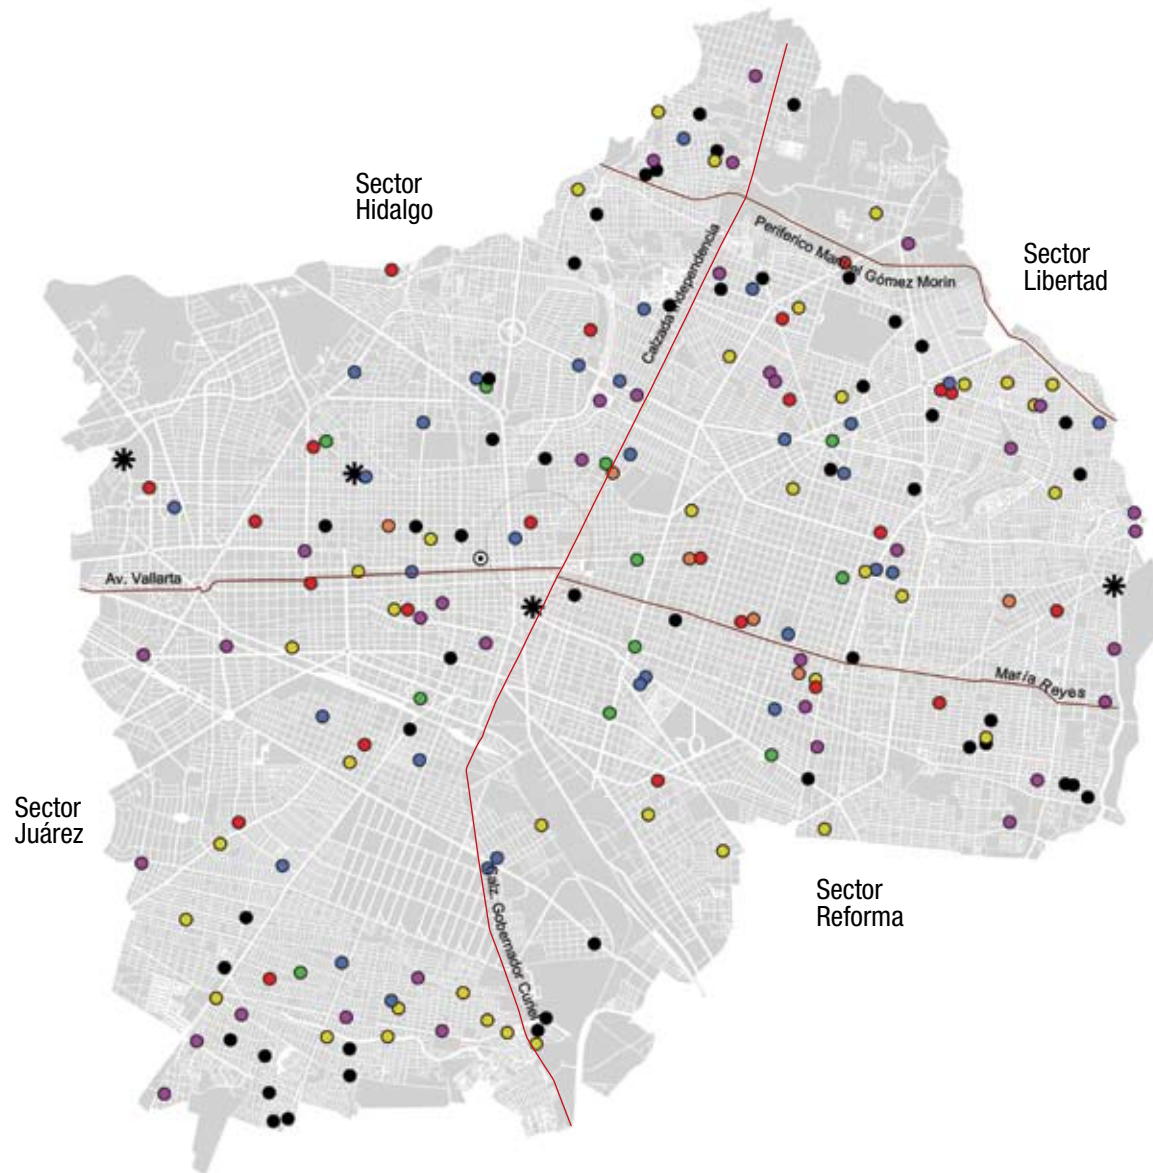 Sector
Hidalgo
Calzada Independencia
Periferico Manuel Gómez Morin
Sector
Libertad
Av. Vallarta
María Reyes
Sector
Juárez
Calz. Gobernador Curiel
Sector
Reforma